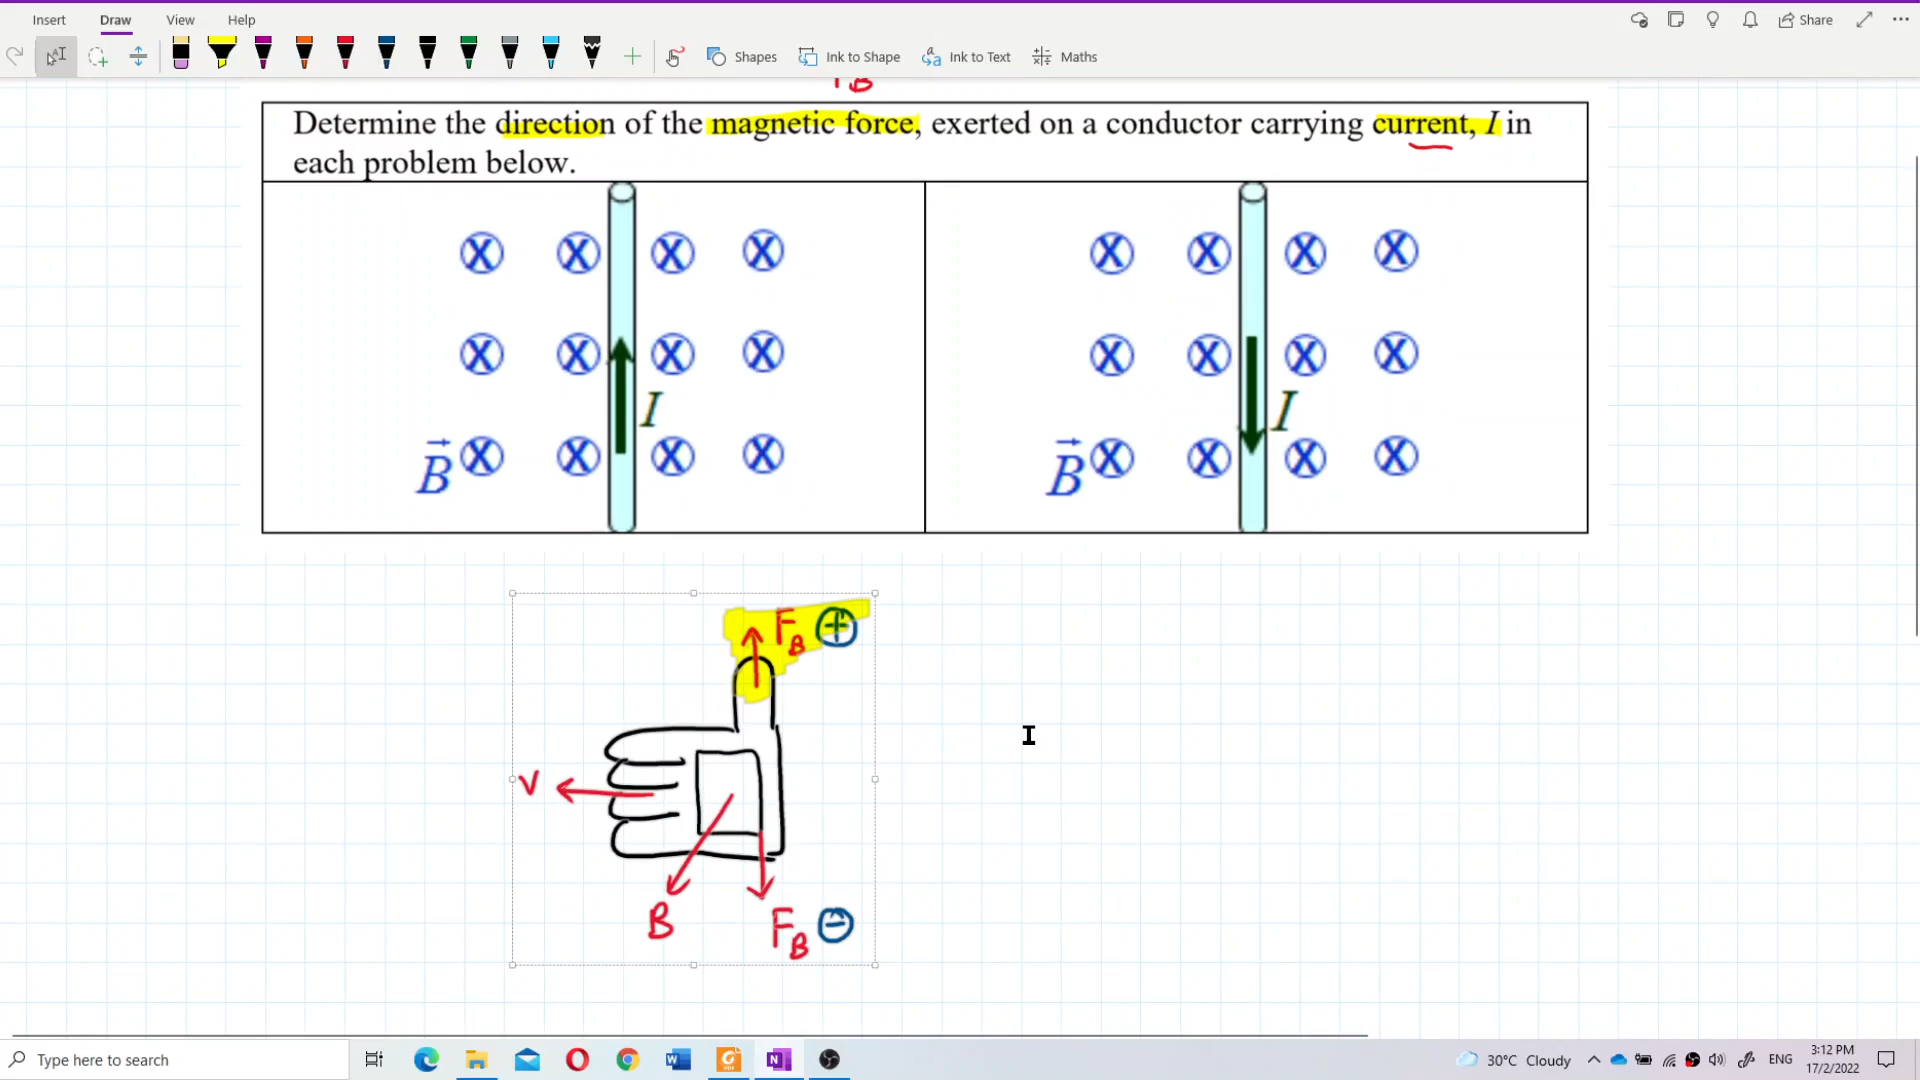 Insert Draw View Help
Share
Shapes Ink to Shape Ink to Text Maths
B
Determine the direction of the magnetic force, exerted on a conductor carrying current, I in
each problem below.
X X X X
X X X X
I
B X X X X
X X X X
X X X X
I
B X X X X
F_B +
V
B
F_B −
Type here to search
30°C Cloudy
ENG
3:12 PM
17/2/2022